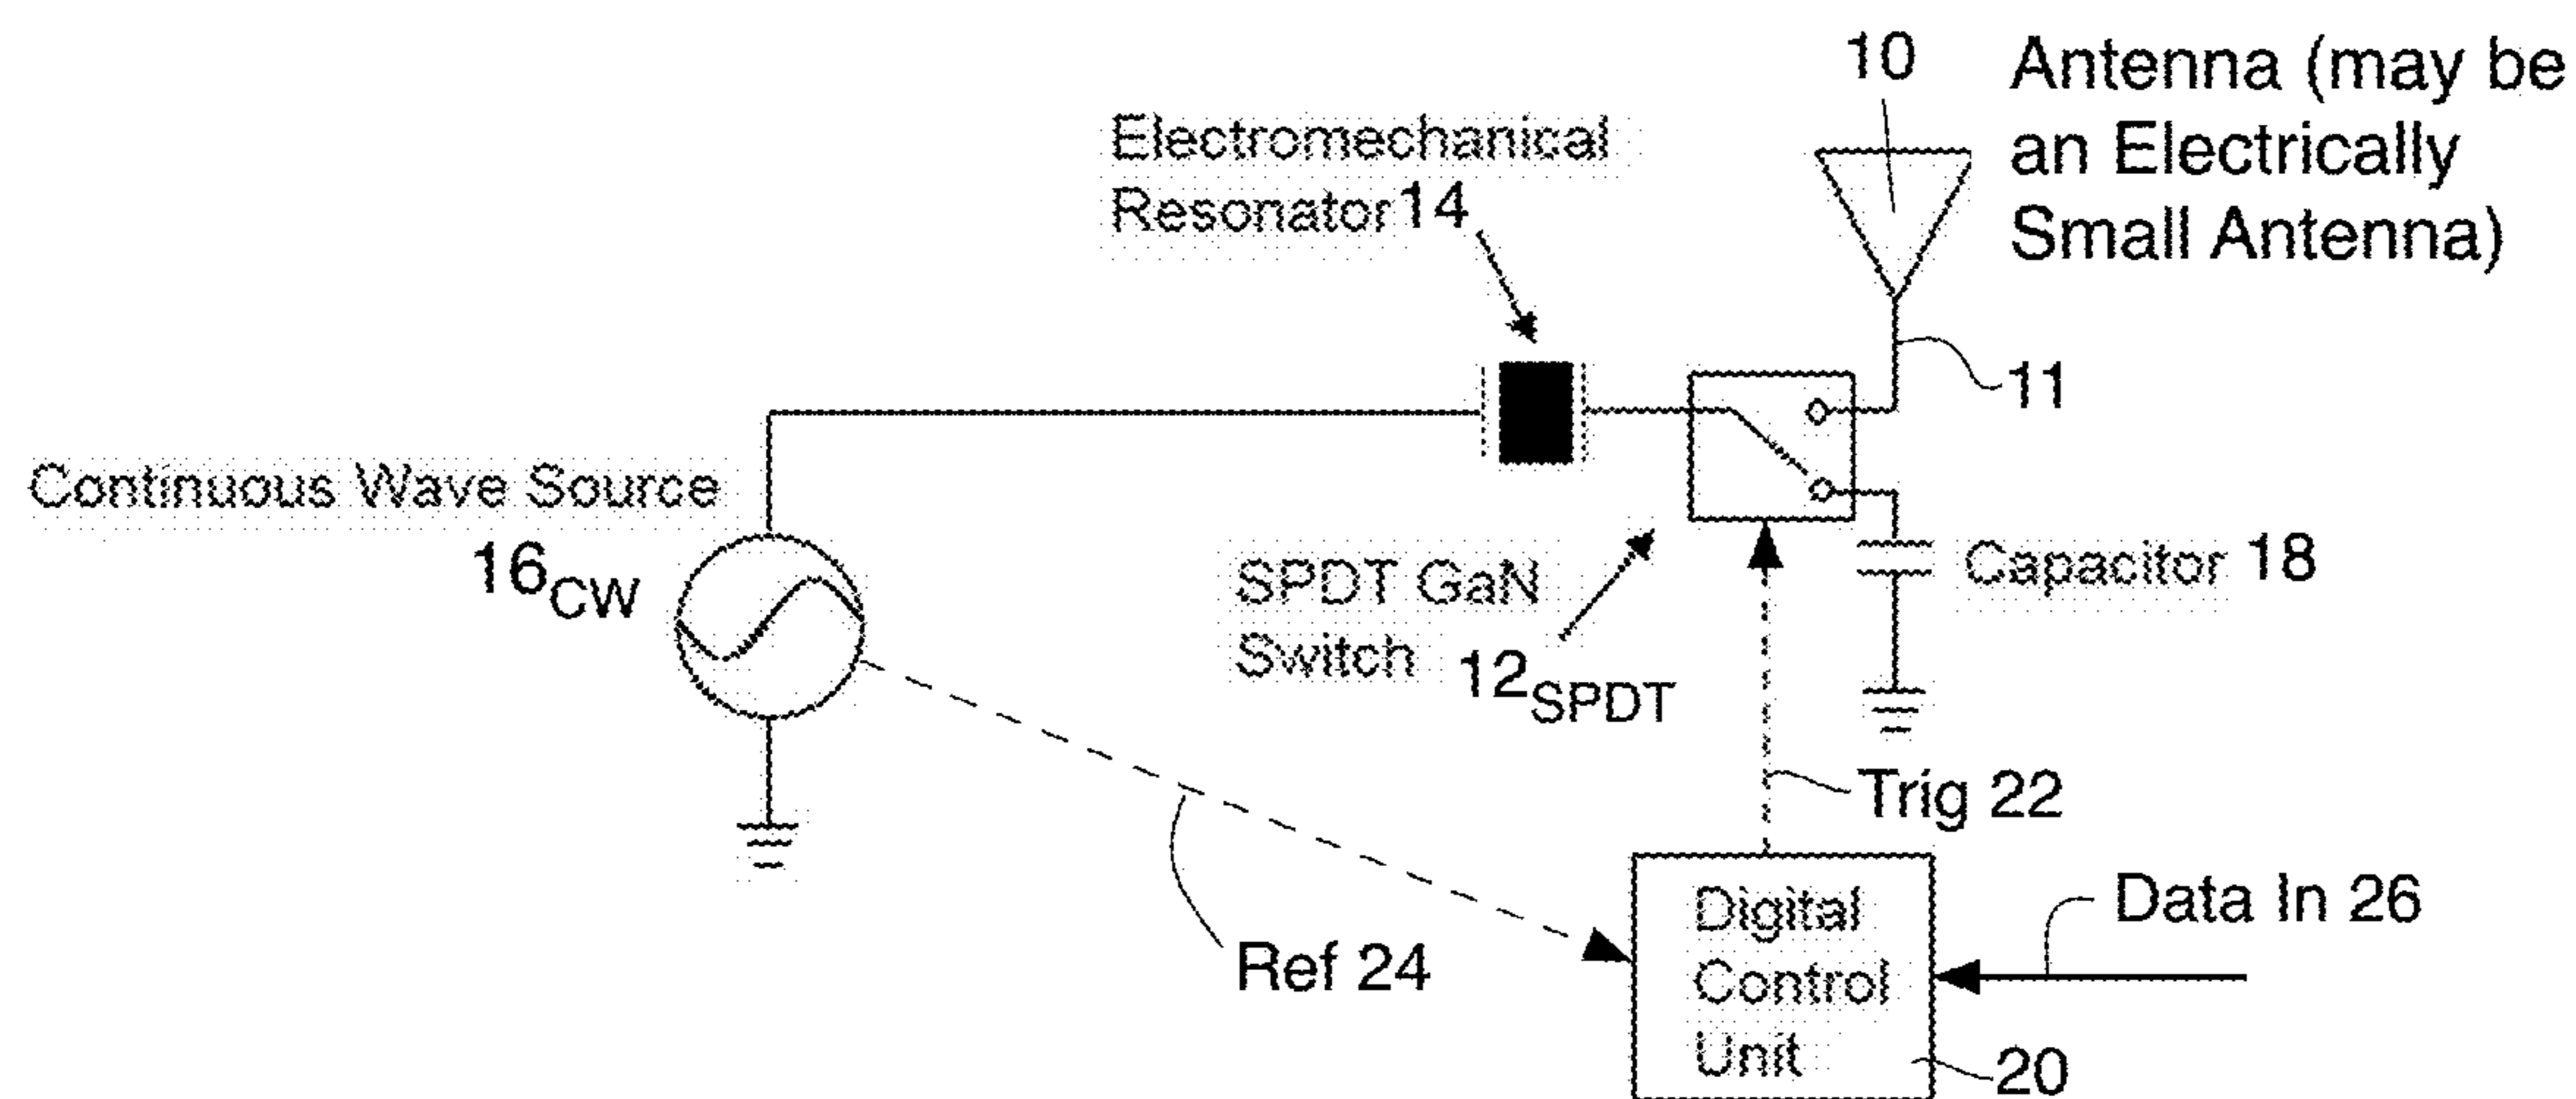 10
Antenna (may be
an Electrically
Small Antenna)
Electromechanical
Resonator 14
11
Continuous Wave Source
16CW
SPDT GaN
Switch 12SPDT
Capacitor 18
Trig 22
Ref 24
Data In 26
Digital
Control
Unit
20